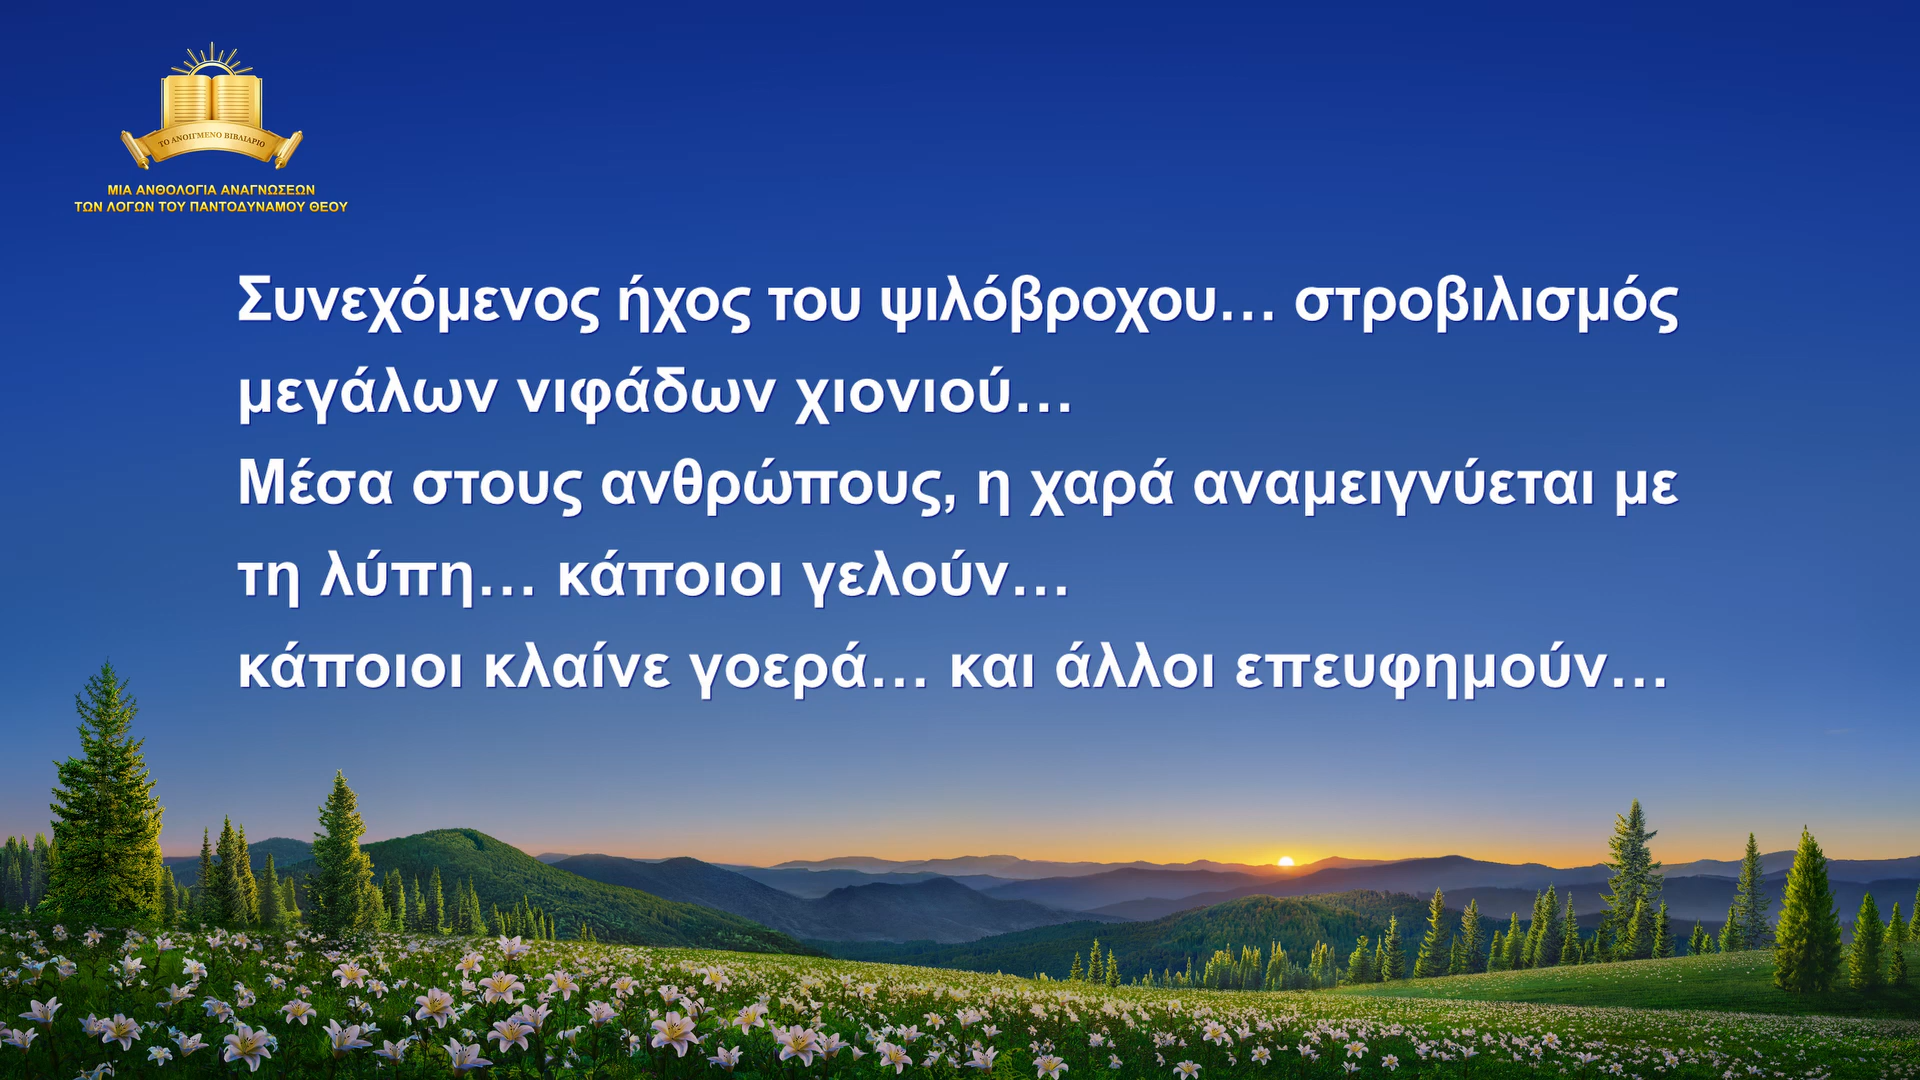 ΤΟ ΑΝΟΙΓΜΕΝΟ ΒΙΒΛΙΑΡΙΟ
ΜΙΑ ΑΝΘΟΛΟΓΙΑ ΑΝΑΓΝΩΣΕΩΝ
ΤΩΝ ΛΟΓΩΝ ΤΟΥ ΠΑΝΤΟΔΥΝΑΜΟΥ ΘΕΟΥ
Συνεχόμενος ήχος του ψιλόβροχου… στροβιλισμός
μεγάλων νιφάδων χιονιού…
Μέσα στους ανθρώπους, η χαρά αναμειγνύεται με
τη λύπη… κάποιοι γελούν…
κάποιοι κλαίνε γοερά… και άλλοι επευφημούν…